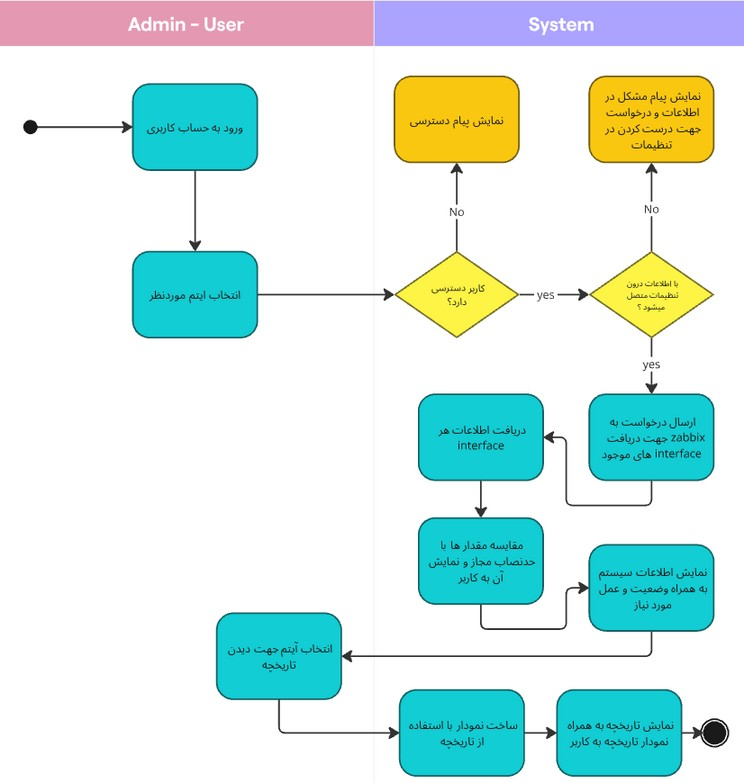 Admin - User
System
ورود به حساب کاربری
نمایش پیام دسترسی
نمایش پیام مشکل در
اطلاعات و درخواست
جهت درست کردن در
تنظیمات
No
No
انتخاب ایتم موردنظر
کاربر دسترسی
دارد؟
yes
با اطلاعات درون
تنظیمات متصل
میشود ؟
yes
ارسال درخواست به
zabbix جهت دریافت
interface های موجود
دریافت اطلاعات هر
interface
مقایسه مقدار ها با
حدنصاب مجاز و نمایش
آن به کاربر
نمایش اطلاعات سیستم
به همراه وضعیت و عمل
مورد نیاز
انتخاب آیتم جهت دیدن
تاریخچه
ساخت نمودار با استفاده
از تاریخچه
نمایش تاریخچه به همراه
نمودار تاریخچه به کاربر